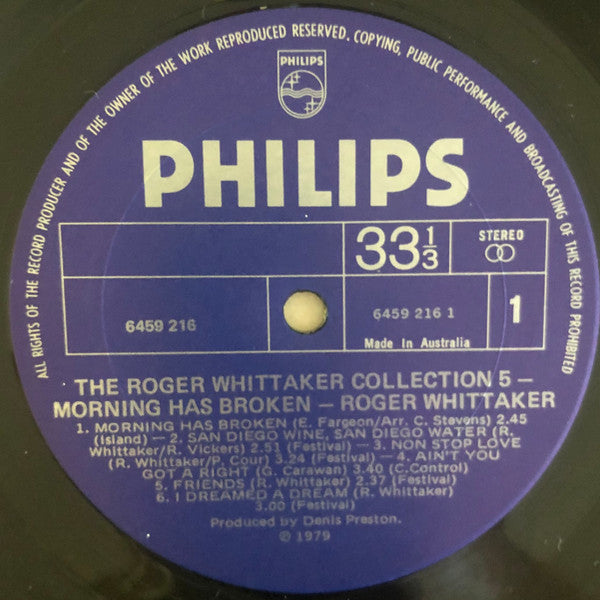 ALL RIGHTS OF THE RECORD PRODUCER AND OF THE OWNER OF THE WORK REPRODUCED RESERVED. COPYING, PUBLIC PERFORMANCE AND BROADCASTING OF THIS RECORD PROHIBITED
PHILIPS
PHILIPS
33 1/3
STEREO
6459 216
6459 216 1
1
Made In Australia
THE ROGER WHITTAKER COLLECTION 5 –
MORNING HAS BROKEN – ROGER WHITTAKER
1. MORNING HAS BROKEN (E. Fargeon/Arr. C. Stevens) 2.45
(Island) – 2. SAN DIEGO WINE, SAN DIEGO WATER (R.
Whittaker/R. Vickers) 2.51 (Festival) – 3. NON STOP LOVE
(R. Whittaker/P. Court) 3.24 (Festival) – 4. AIN'T YOU
GOT A RIGHT (G. Carawan) 3.40 (C.Control)
5. FRIENDS (R. Whittaker) 2.37 (Festival)
6. I DREAMED A DREAM (R. Whittaker)
3.00 (Festival)
Produced by Denis Preston.
℗ 1979